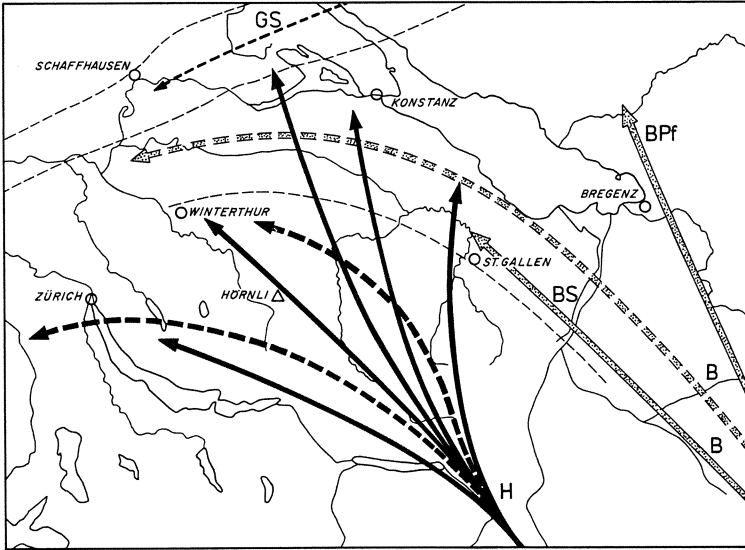 GS
SCHAFFHAUSEN
KONSTANZ
BPf
BREGENZ
WINTERTHUR
ST.GALLEN
ZÜRICH
HÖRNLI
BS
B
B
H